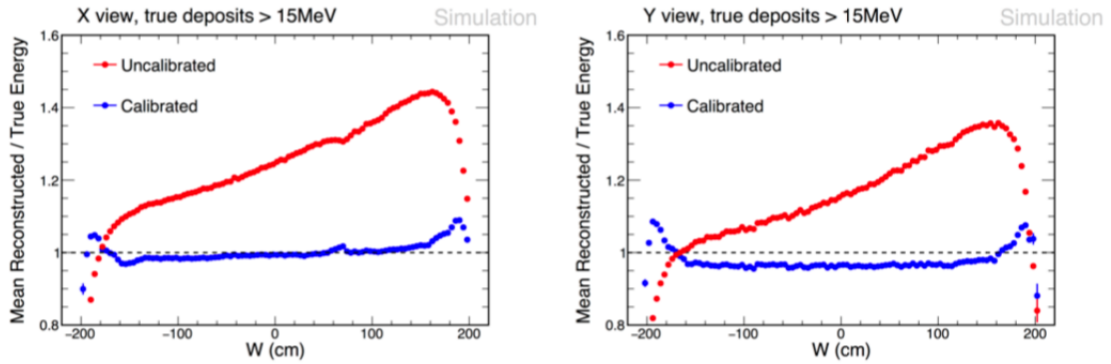 X view, true deposits > 15MeV
Simulation
Mean Reconstructed / True Energy
1.6
1.4
1.2
1
0.8
Uncalibrated
Calibrated
−200
−100
0
100
200
W (cm)
Y view, true deposits > 15MeV
Simulation
Mean Reconstructed / True Energy
1.6
1.4
1.2
1
0.8
Uncalibrated
Calibrated
−200
−100
0
100
200
W (cm)